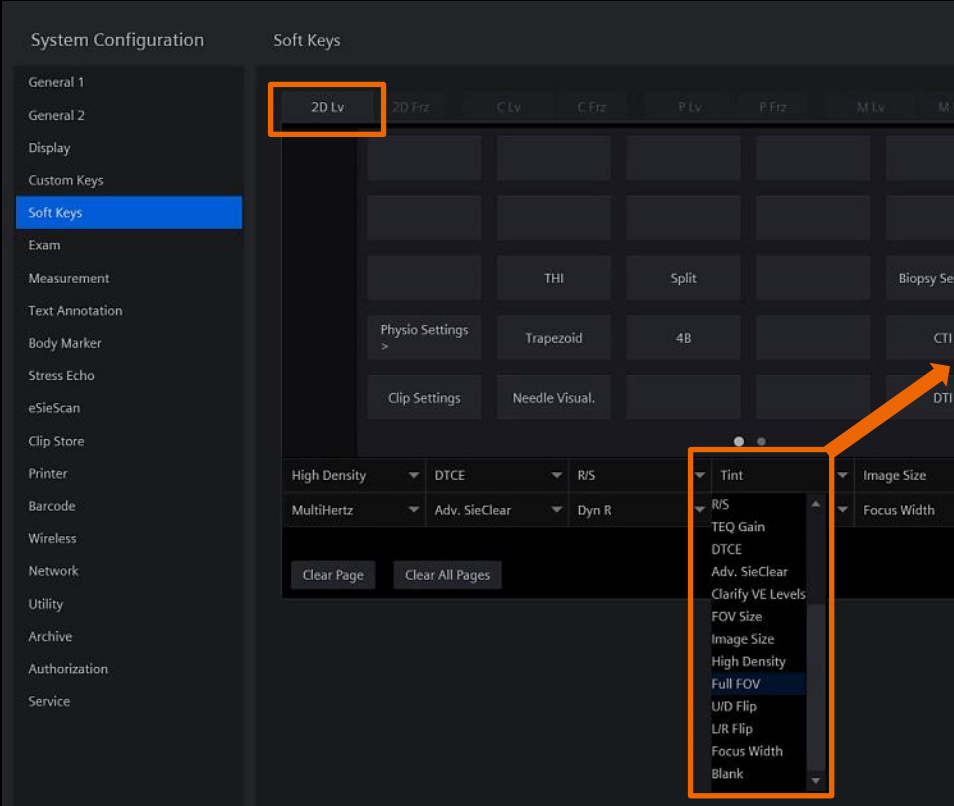 System Configuration
Soft Keys
General 1
General 2
Display
Custom Keys
Soft Keys
Exam
Measurement
Text Annotation
Body Marker
Stress Echo
eSieScan
Clip Store
Printer
Barcode
Wireless
Network
Utility
Archive
Authorization
Service
2D Lv 2D Frz C Lv C Frz P Lv P Frz M Lv M
THI Split Biopsy Se
Physio Settings > Trapezoid 4B CTI
Clip Settings Needle Visual. DTI
High Density DTCE R/S Tint Image Size
MultiHertz Adv. SieClear Dyn R Focus Width
Clear Page Clear All Pages
R/S
TEQ Gain
DTCE
Adv. SieClear
Clarify VE Levels
FOV Size
Image Size
High Density
Full FOV
U/D Flip
L/R Flip
Focus Width
Blank